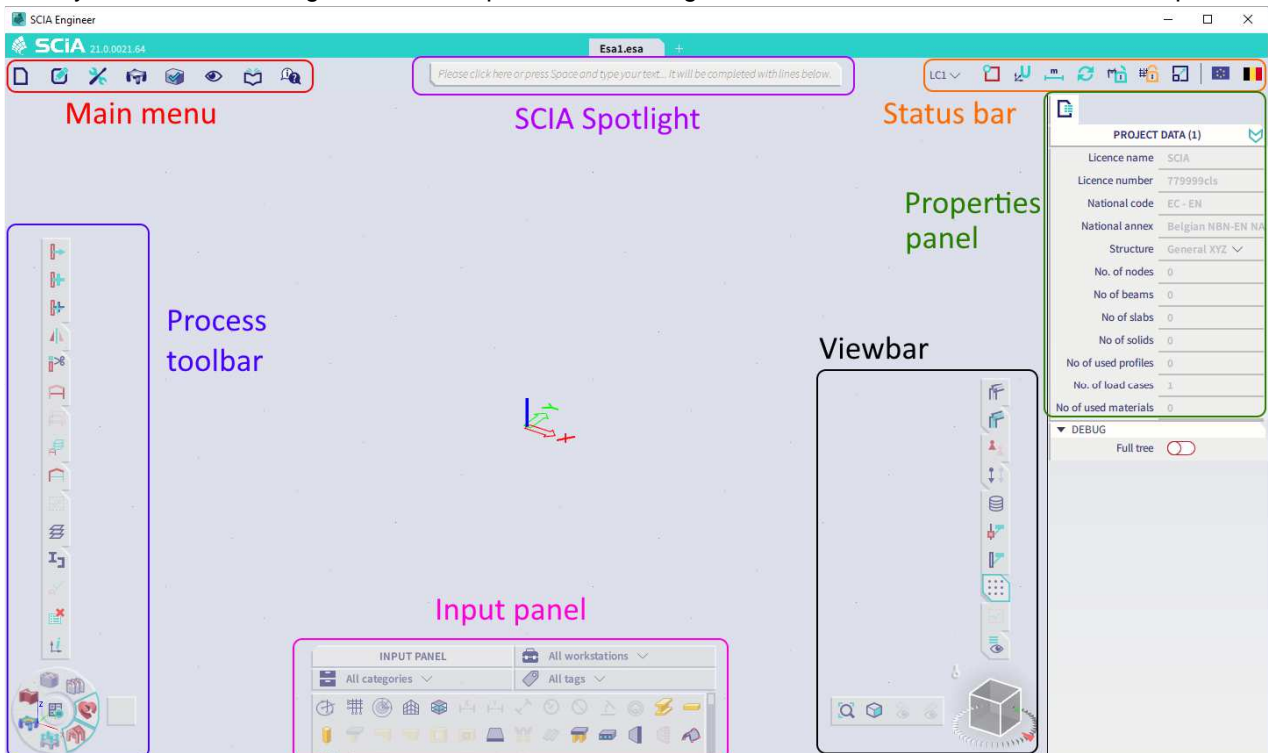 SCIA Engineer
SCiA 21.0.0021.64
Esa1.esa +
Please click here or press Space and type your text... It will be completed with lines below.
LC1
Main menu
SCIA Spotlight
Status bar
PROJECT DATA (1)
Licence name SCIA
Licence number 779999cls
National code EC - EN
National annex Belgian NBN-EN NA
Structure General XYZ
No. of nodes 0
No of beams 0
No of slabs 0
No of solids 0
No of used profiles 0
No. of load cases 1
No of used materials 0
DEBUG
Full tree
Properties
panel
Process
toolbar
Viewbar
Y
X
Input panel
INPUT PANEL All workstations
All categories All tags
z